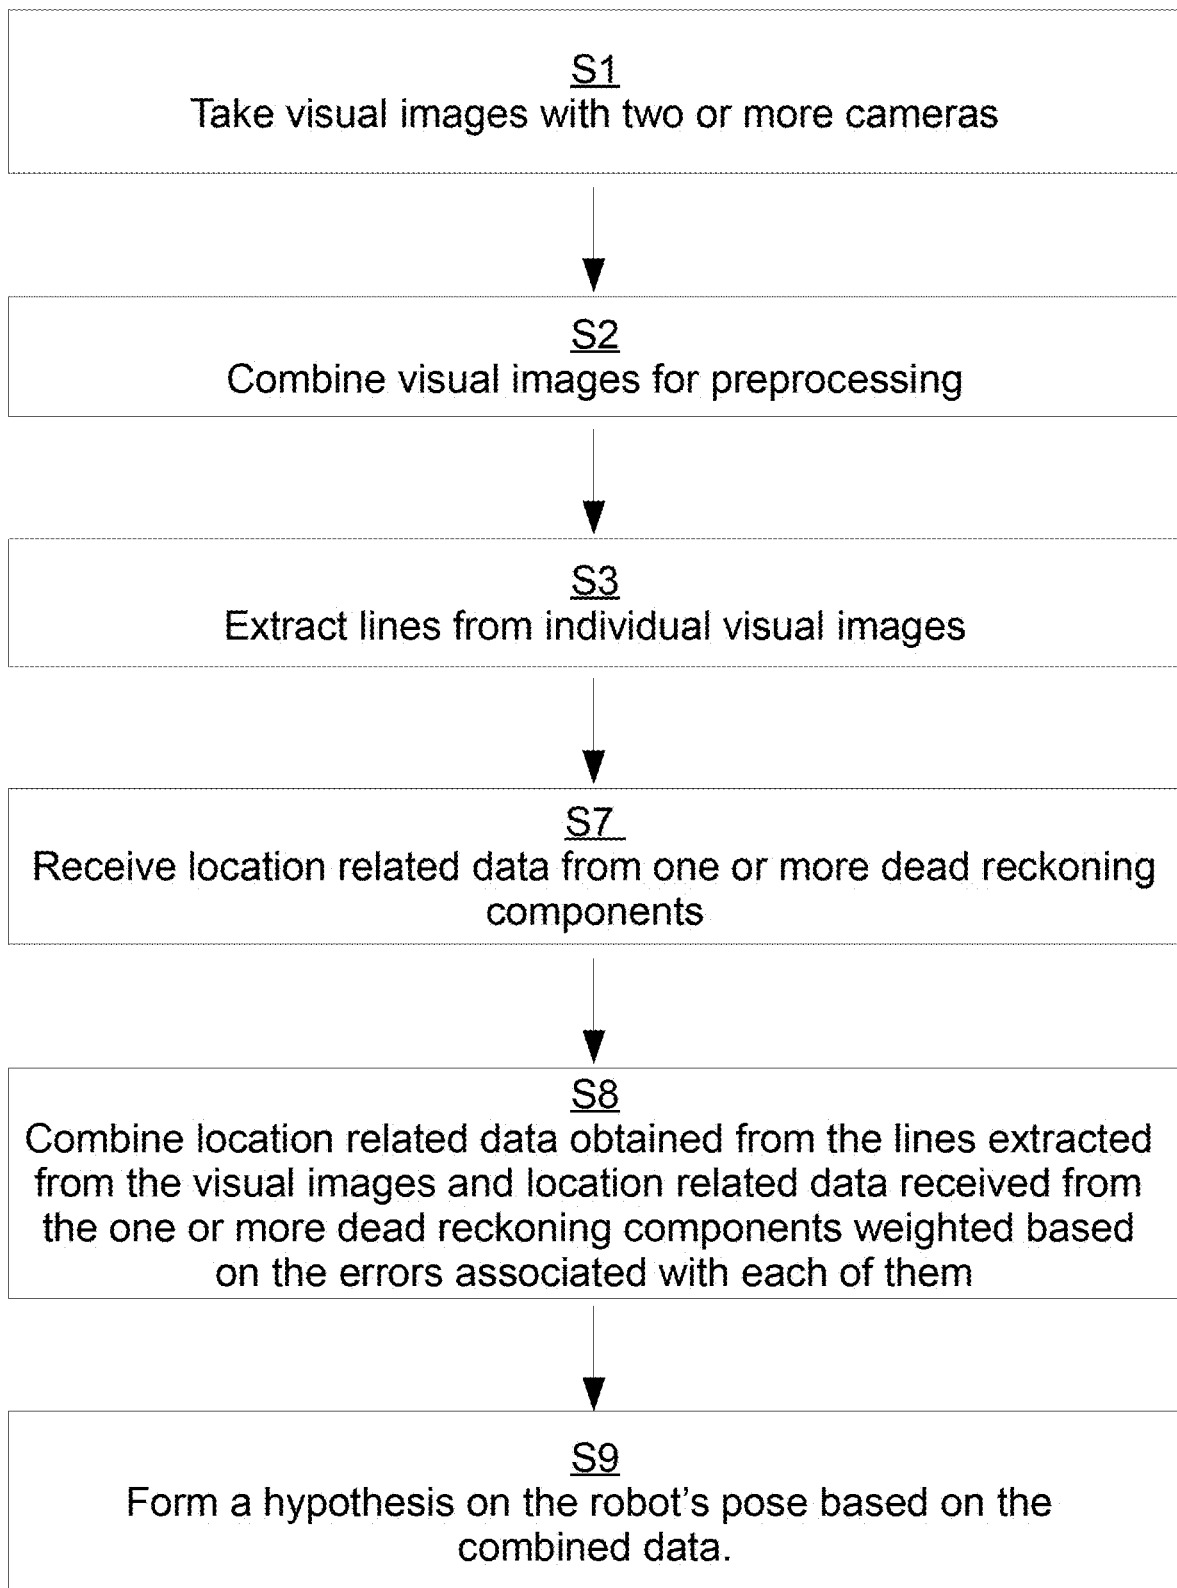 S1
Take visual images with two or more cameras
S2
Combine visual images for preprocessing
S3
Extract lines from individual visual images
S7
Receive location related data from one or more dead reckoning
components
S8
Combine location related data obtained from the lines extracted
from the visual images and location related data received from
the one or more dead reckoning components weighted based
on the errors associated with each of them
S9
Form a hypothesis on the robot’s pose based on the
combined data.